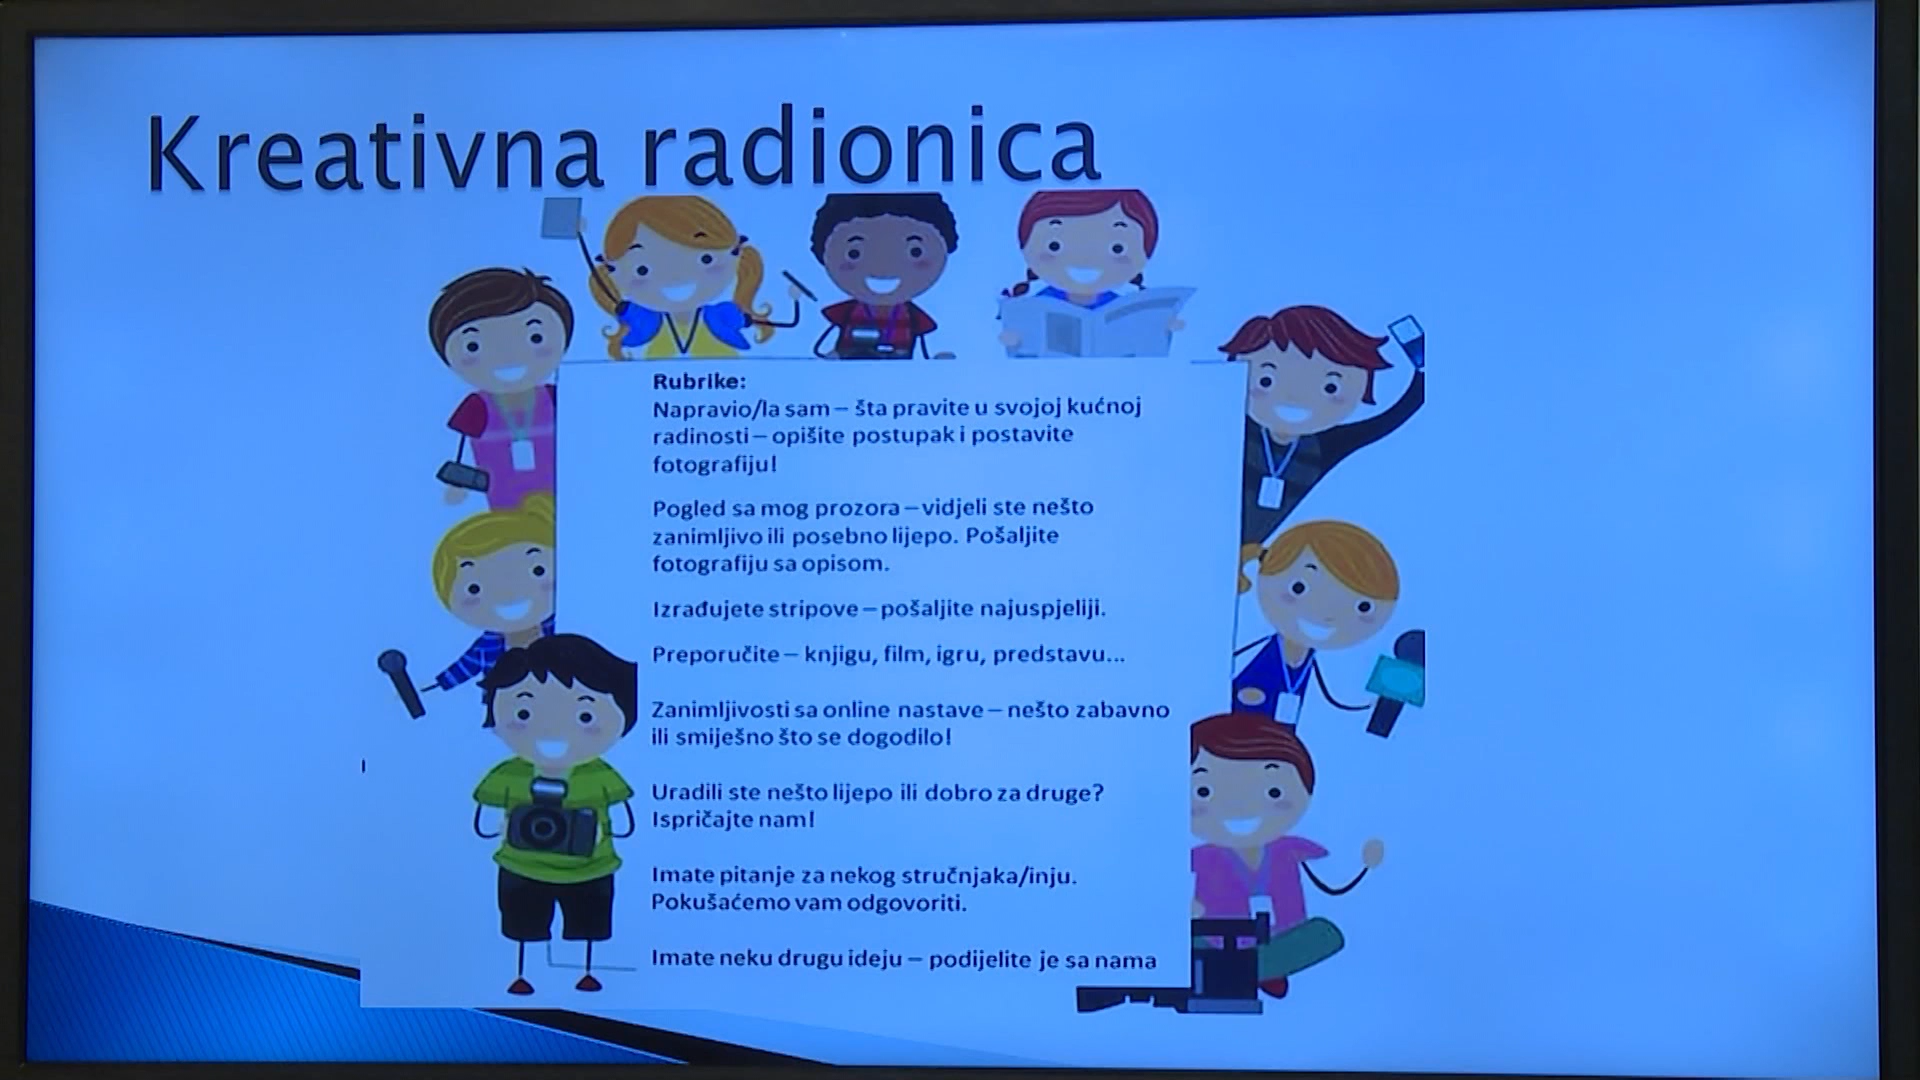 Kreativna radionica
Rubrike:
Napravio/la sam – šta pravite u svojoj kućnoj
radinosti – opišite postupak i postavite
fotografiju!
Pogled sa mog prozora – vidjeli ste nešto
zanimljivo ili posebno lijepo. Pošaljite
fotografiju sa opisom.
Izrađujete stripove – pošaljite najuspjeliji.
Preporučite – knjigu, film, igru, predstavu...
Zanimljivosti sa online nastave – nešto zabavno
ili smiješno što se dogodilo!
Uradili ste nešto lijepo ili dobro za druge?
Ispričajte nam!
Imate pitanje za nekog stručnjaka/inju.
Pokušaćemo vam odgovoriti.
Imate neku drugu ideju – podijelite je sa nama